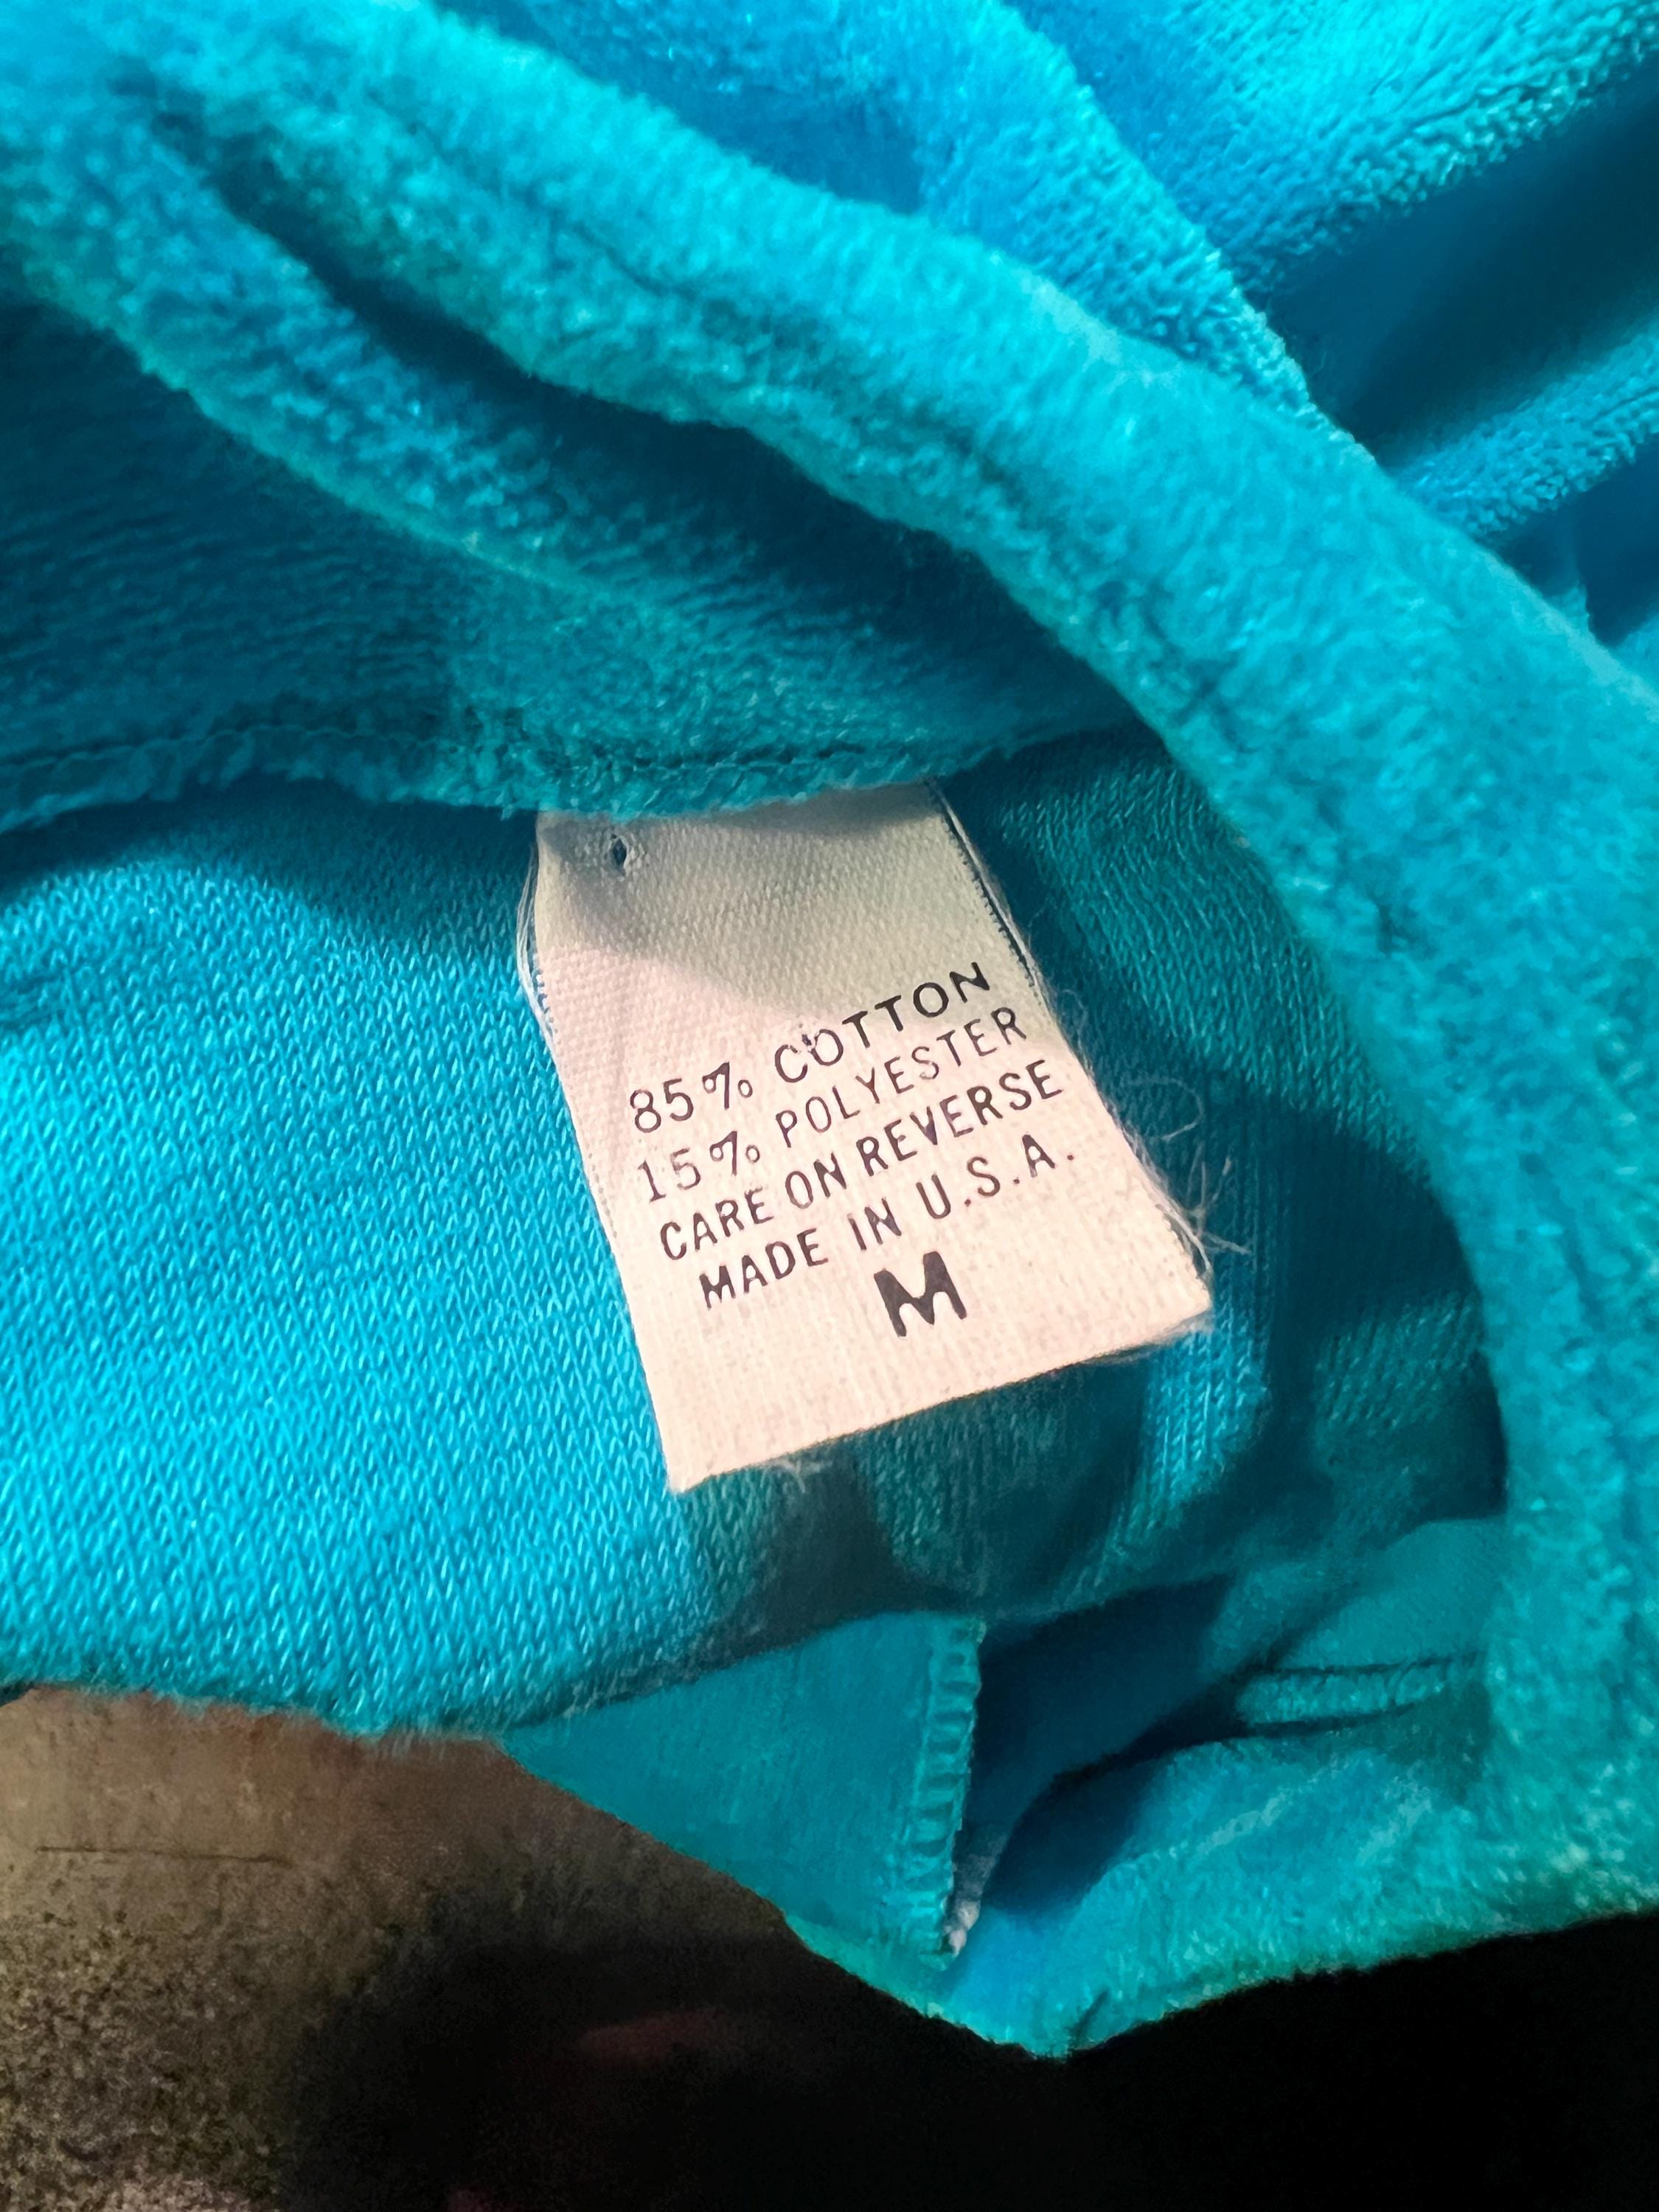 85% COTTON
15% POLYESTER
CARE ON REVERSE
MADE IN U.S.A.
M